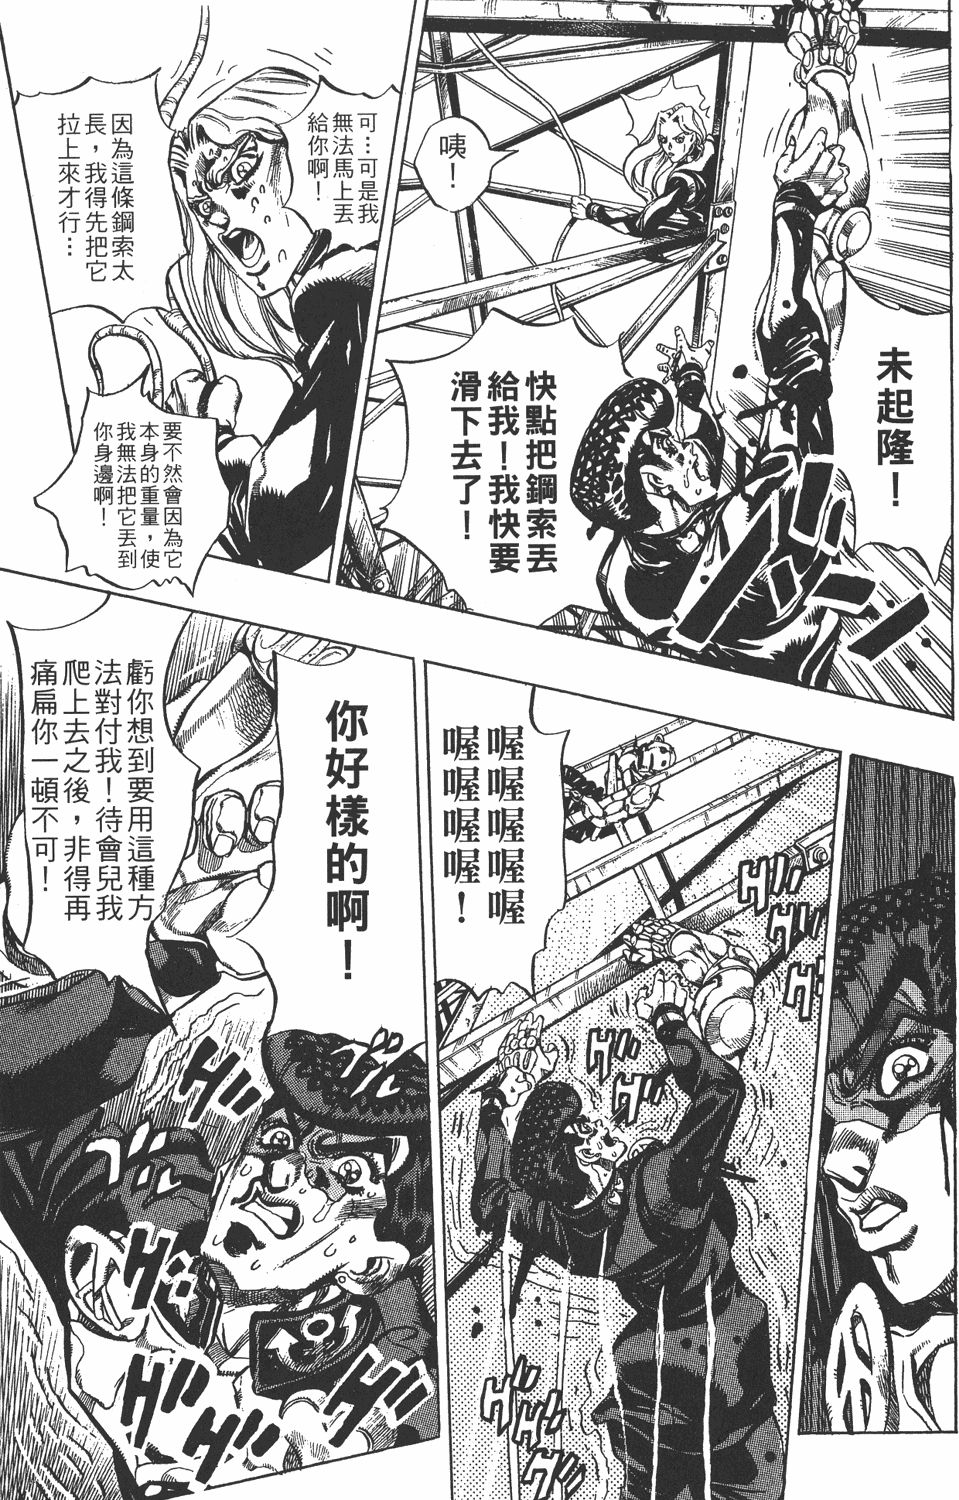 未起隆！
快點把鋼索丟
給我！我快要
滑下去了！
咦！
可…可是我
無法馬上丟
給你啊！
因為這條鋼索太
長，我得先把它
拉上來才行…
要不然會因為它
本身的重量，使
我無法把它丟到
你身邊啊！
喔喔喔喔喔
喔喔喔喔！
你好樣的啊！
虧你想到要用這種方
法對付我！待會兒我
爬上去之後，非得再
痛扁你一頓不可！